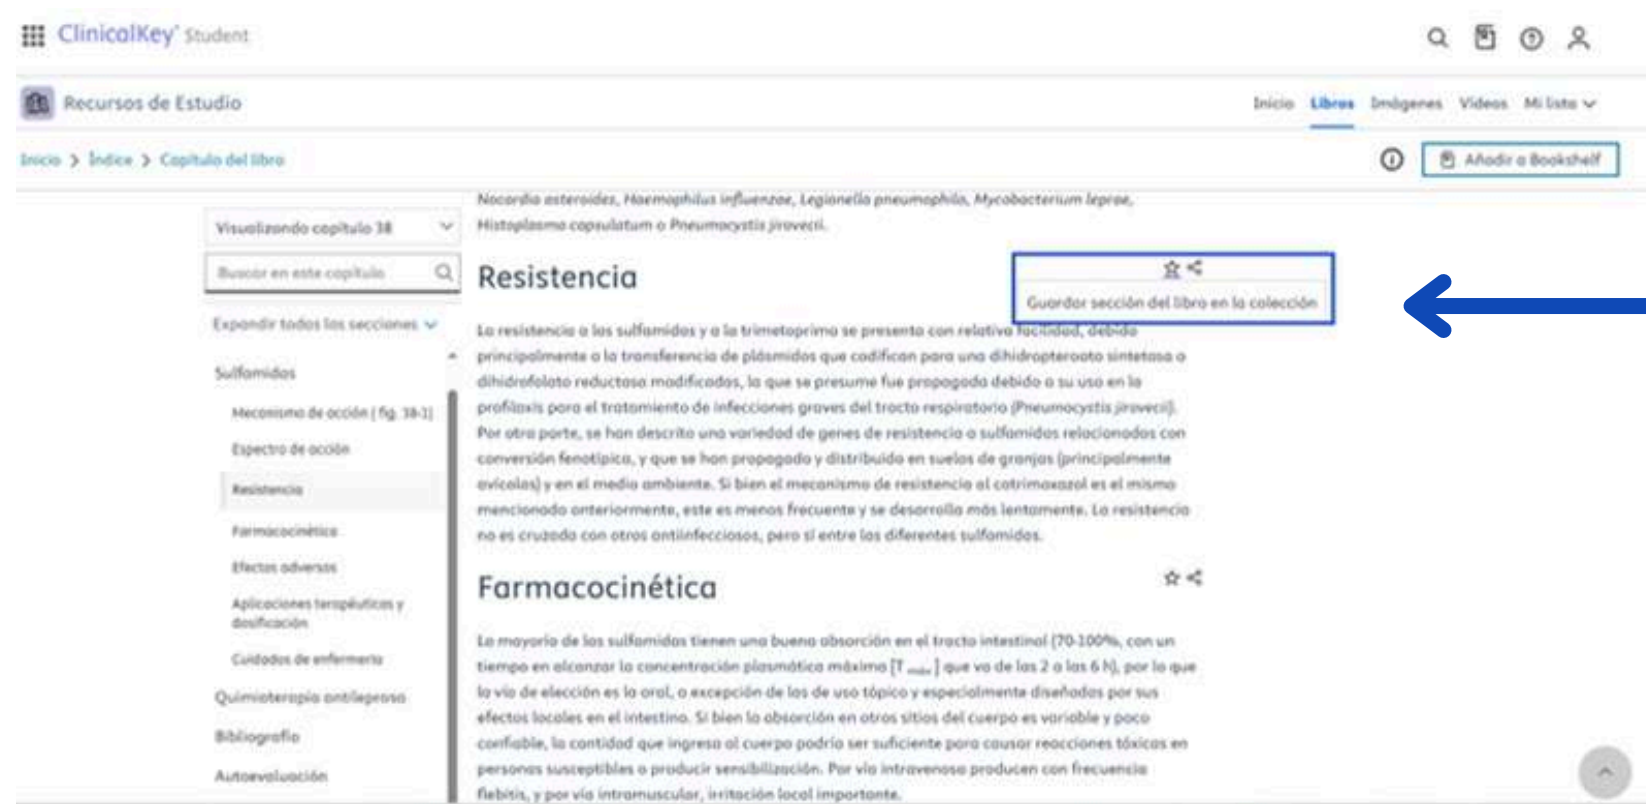 ClinicalKey® Student
Recursos de Estudio
Inicio Libros Imágenes Vídeos Mi lista
Inicio > Índice > Capítulo del libro
Añadir a Bookshelf
Visualizando capítulo 38
Buscar en este capítulo
Expandir todas las secciones
Sulfamidas
Mecanismo de acción ( fig. 38-1)
Espectro de acción
Resistencia
Farmacocinética
Efectos adversos
Aplicaciones terapéuticas y
dosificación
Cuidados de enfermería
Quimioterapia antileprosa
Bibliografía
Autoevaluación
Nocardia asteroides, Haemophilus influenzae, Legionella pneumophila, Mycobacterium leprae,
Histoplasma capsulatum o Pneumocystis jirovecii.
Resistencia
Guardar sección del libro en la colección
La resistencia a las sulfamidas y a la trimetoprima se presenta con relativa facilidad, debido
principalmente a la transferencia de plásmidos que codifican para una dihidropteroato sintetasa o
dihidrofolato reductasa modificadas, lo que se presume fue propagado debido a su uso en la
profilaxis para el tratamiento de infecciones graves del tracto respiratorio (Pneumocystis jirovecii).
Por otra parte, se han descrito una variedad de genes de resistencia a sulfamidas relacionados con
conversión fenotípica, y que se han propagado y distribuido en suelos de granjas (principalmente
avícolas) y en el medio ambiente. Si bien el mecanismo de resistencia al cotrimoxazol es el mismo
mencionado anteriormente, este es menos frecuente y se desarrolla más lentamente. La resistencia
no es cruzada con otros antiinfecciosos, pero sí entre las diferentes sulfamidas.
Farmacocinética
La mayoría de las sulfamidas tienen una buena absorción en el tracto intestinal (70-100%, con un
tiempo en alcanzar la concentración plasmática máxima [T máx ] que va de las 2 a las 6 h), por lo que
la vía de elección es la oral, a excepción de las de uso tópico y especialmente diseñadas por sus
efectos locales en el intestino. Si bien la absorción en otros sitios del cuerpo es variable y poco
confiable, la cantidad que ingresa al cuerpo podría ser suficiente para causar reacciones tóxicas en
personas susceptibles o producir sensibilización. Por vía intravenosa producen con frecuencia
flebitis, y por vía intramuscular, irritación local importante.